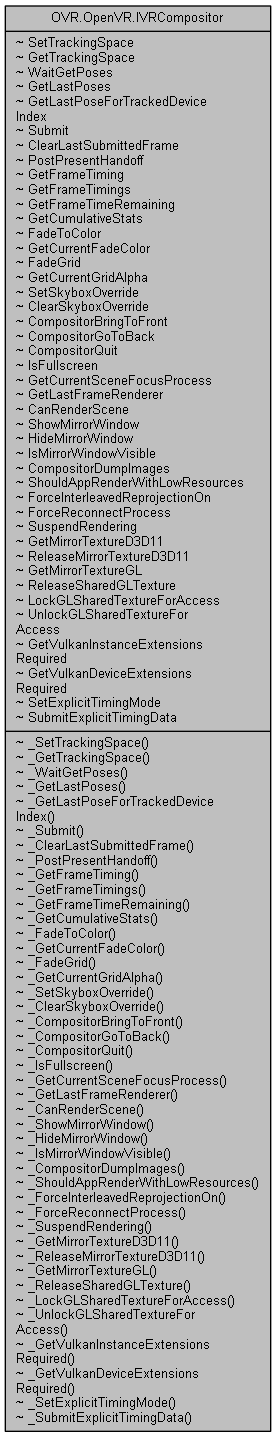 OVR.OpenVR.IVRCompositor
~ SetTrackingSpace
~ GetTrackingSpace
~ WaitGetPoses
~ GetLastPoses
~ GetLastPoseForTrackedDevice
Index
~ Submit
~ ClearLastSubmittedFrame
~ PostPresentHandoff
~ GetFrameTiming
~ GetFrameTimings
~ GetFrameTimeRemaining
~ GetCumulativeStats
~ FadeToColor
~ GetCurrentFadeColor
~ FadeGrid
~ GetCurrentGridAlpha
~ SetSkyboxOverride
~ ClearSkyboxOverride
~ CompositorBringToFront
~ CompositorGoToBack
~ CompositorQuit
~ IsFullscreen
~ GetCurrentSceneFocusProcess
~ GetLastFrameRenderer
~ CanRenderScene
~ ShowMirrorWindow
~ HideMirrorWindow
~ IsMirrorWindowVisible
~ CompositorDumpImages
~ ShouldAppRenderWithLowResources
~ ForceInterleavedReprojectionOn
~ ForceReconnectProcess
~ SuspendRendering
~ GetMirrorTextureD3D11
~ ReleaseMirrorTextureD3D11
~ GetMirrorTextureGL
~ ReleaseSharedGLTexture
~ LockGLSharedTextureForAccess
~ UnlockGLSharedTextureFor
Access
~ GetVulkanInstanceExtensions
Required
~ GetVulkanDeviceExtensions
Required
~ SetExplicitTimingMode
~ SubmitExplicitTimingData
~ _SetTrackingSpace()
~ _GetTrackingSpace()
~ _WaitGetPoses()
~ _GetLastPoses()
~ _GetLastPoseForTrackedDevice
Index()
~ _Submit()
~ _ClearLastSubmittedFrame()
~ _PostPresentHandoff()
~ _GetFrameTiming()
~ _GetFrameTimings()
~ _GetFrameTimeRemaining()
~ _GetCumulativeStats()
~ _FadeToColor()
~ _GetCurrentFadeColor()
~ _FadeGrid()
~ _GetCurrentGridAlpha()
~ _SetSkyboxOverride()
~ _ClearSkyboxOverride()
~ _CompositorBringToFront()
~ _CompositorGoToBack()
~ _CompositorQuit()
~ _IsFullscreen()
~ _GetCurrentSceneFocusProcess()
~ _GetLastFrameRenderer()
~ _CanRenderScene()
~ _ShowMirrorWindow()
~ _HideMirrorWindow()
~ _IsMirrorWindowVisible()
~ _CompositorDumpImages()
~ _ShouldAppRenderWithLowResources()
~ _ForceInterleavedReprojectionOn()
~ _ForceReconnectProcess()
~ _SuspendRendering()
~ _GetMirrorTextureD3D11()
~ _ReleaseMirrorTextureD3D11()
~ _GetMirrorTextureGL()
~ _ReleaseSharedGLTexture()
~ _LockGLSharedTextureForAccess()
~ _UnlockGLSharedTextureFor
Access()
~ _GetVulkanInstanceExtensions
Required()
~ _GetVulkanDeviceExtensions
Required()
~ _SetExplicitTimingMode()
~ _SubmitExplicitTimingData()